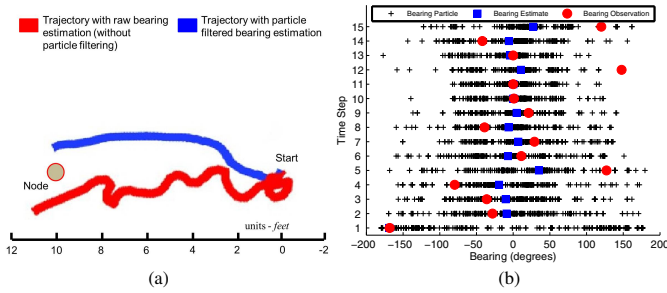 Trajectory with raw bearing
estimation (without
particle filtering)
Trajectory with particle
filtered bearing estimation
Start
Node
units - feet
12 10 8 6 4 2 0 -2
(a)
Bearing Particle Bearing Estimate Bearing Observation
15
14
13
12
11
10
9
8
7
6
5
4
3
2
1
Time Step
−200 −150 −100 −50 0 50 100 150 200
Bearing (degrees)
(b)